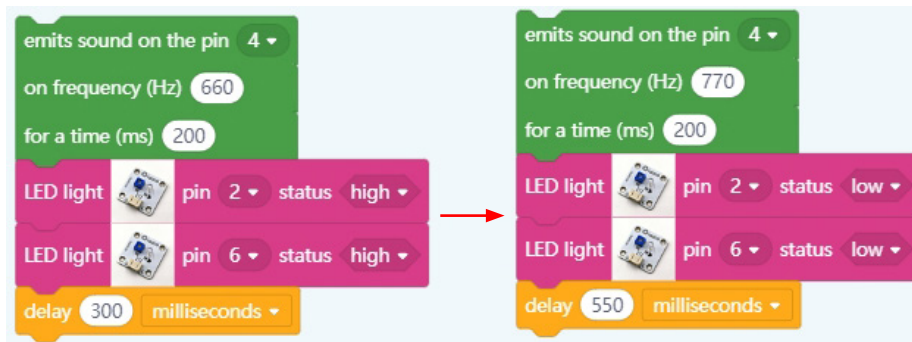 emits sound on the pin 4
on frequency (Hz) 660
for a time (ms) 200
LED light pin 2 status high
LED light pin 6 status high
delay 300 milliseconds
emits sound on the pin 4
on frequency (Hz) 770
for a time (ms) 200
LED light pin 2 status low
LED light pin 6 status low
delay 550 milliseconds